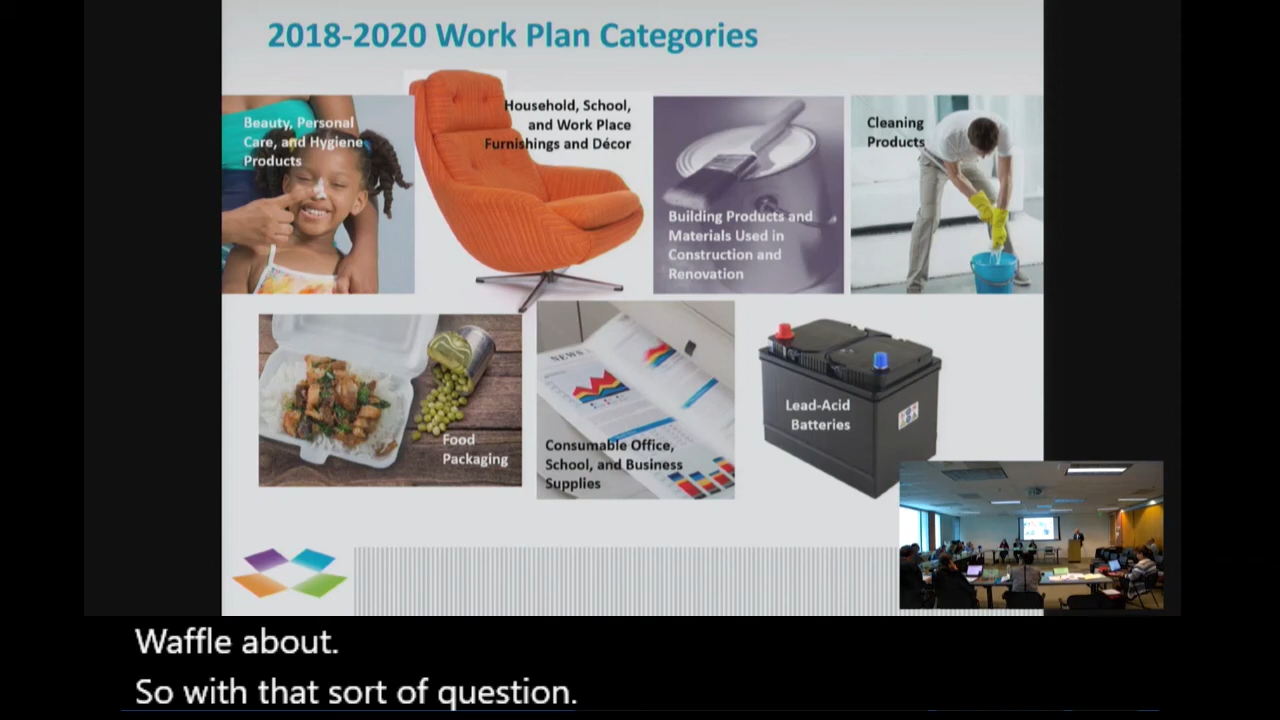 2018-2020 Work Plan Categories
Beauty, Personal
Care, and Hygiene
Products
Household, School,
and Work Place
Furnishings and Décor
Building Products and
Materials Used in
Construction and
Renovation
Cleaning
Products
Food
Packaging
NEWS
Consumable Office,
School, and Business
Supplies
Lead-Acid
Batteries
Waffle about.
So with that sort of question.